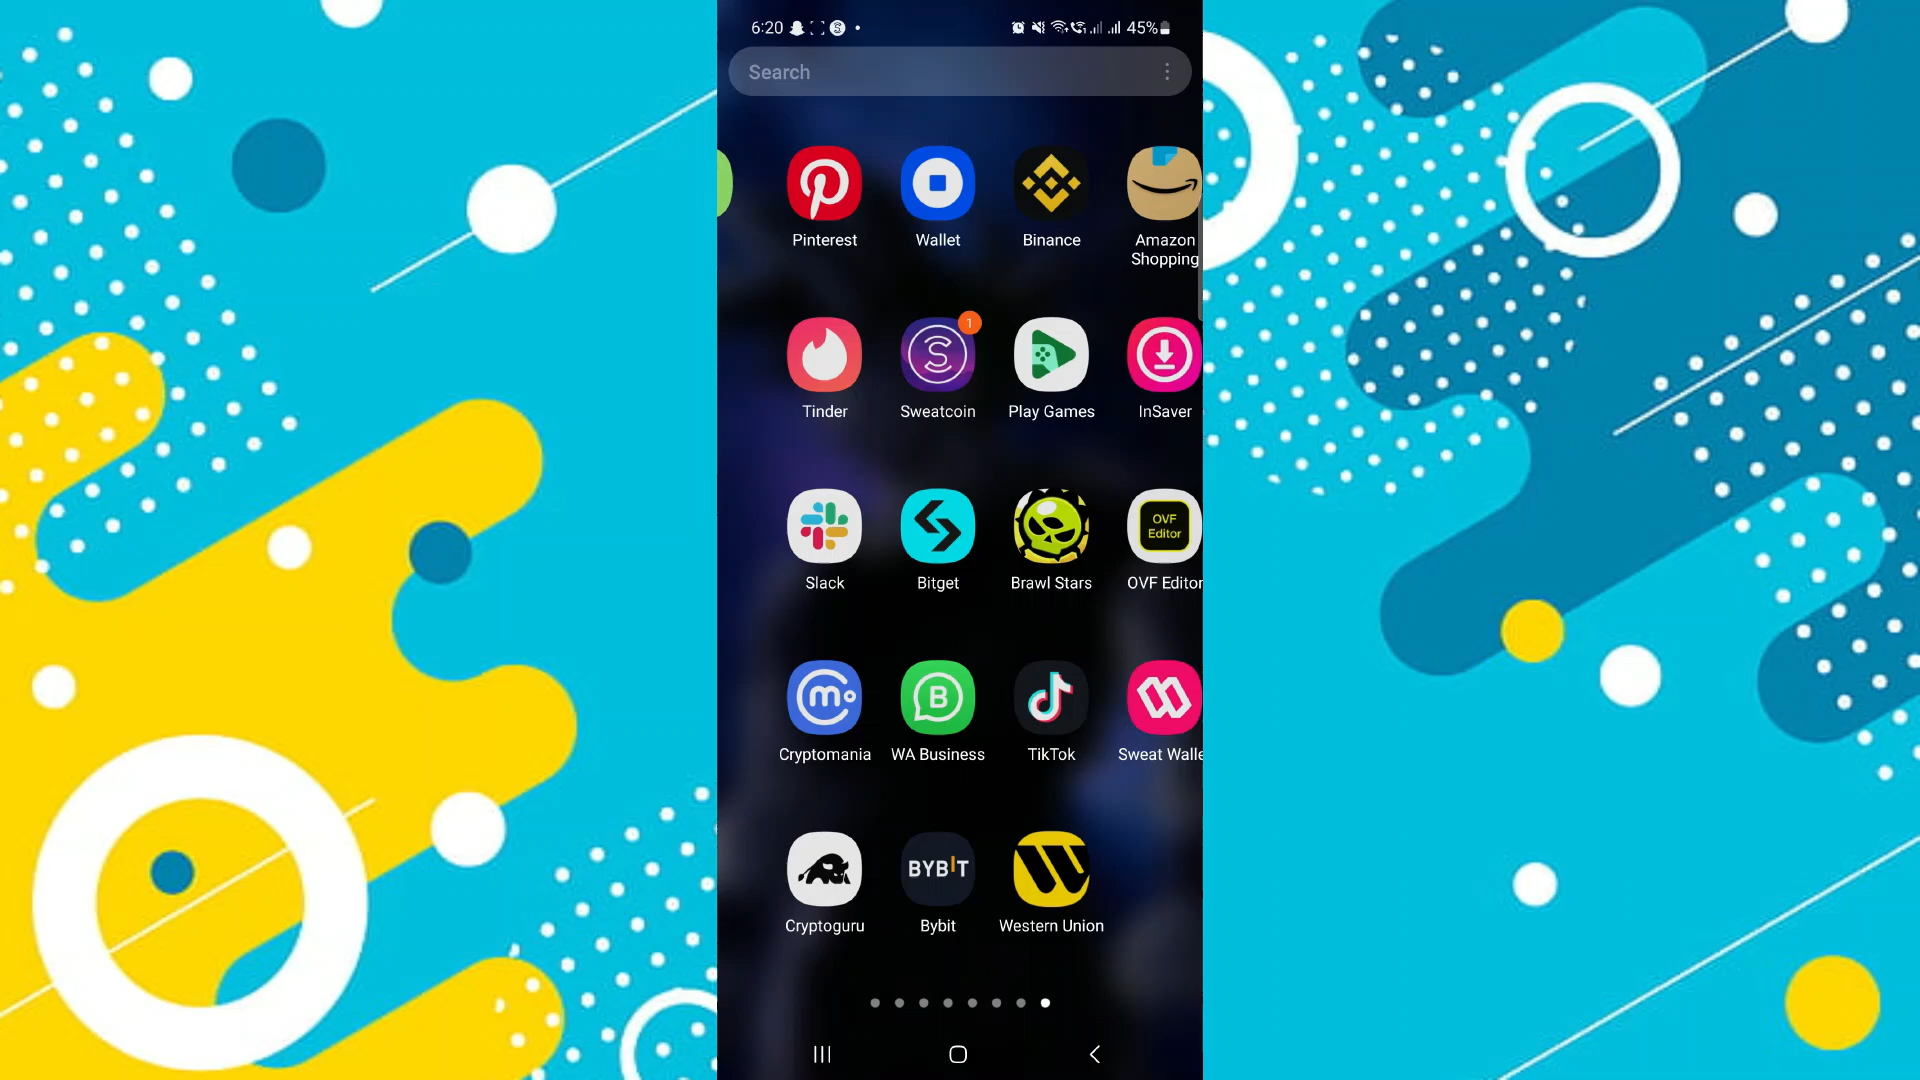 6:20 45%
Search
Pinterest Wallet Binance Amazon
Shopping
1
Tinder Sweatcoin Play Games InSaver
OVF
Editor
Slack Bitget Brawl Stars OVF Editor
B
Cryptomania WA Business TikTok Sweat Walle
BYBIT
Cryptoguru Bybit Western Union